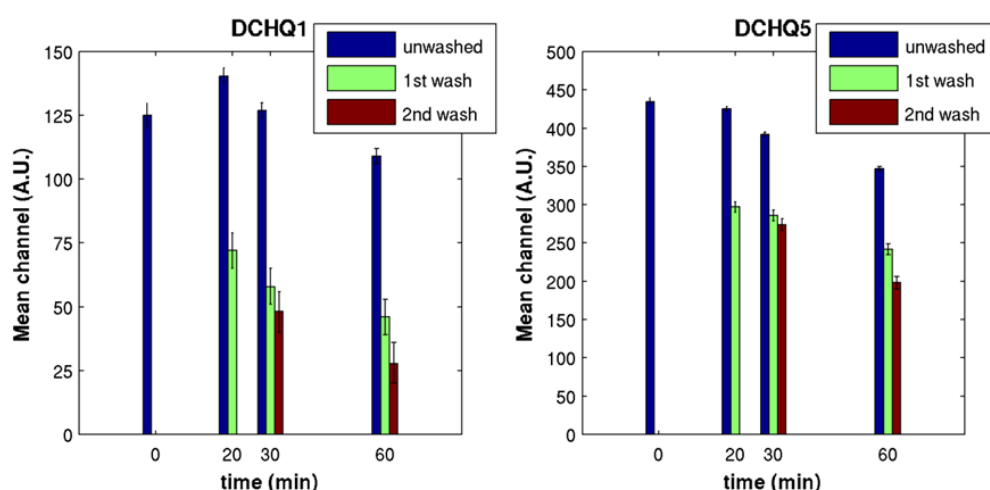 DCHQ1
unwashed
1st wash
2nd wash
150
125
100
75
50
25
0
Mean channel (A.U.)
0 20 30 60
time (min)
DCHQ5
unwashed
1st wash
2nd wash
500
450
400
350
300
250
200
150
100
50
0
Mean channel (A.U.)
0 20 30 60
time (min)